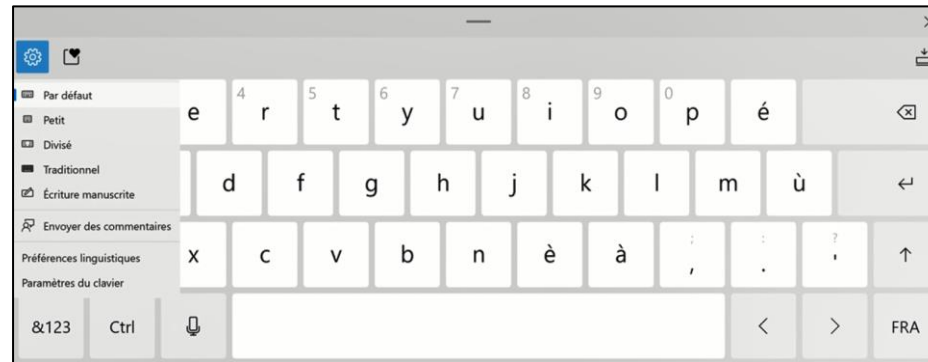 Par défaut
Petit
Divisé
Traditionnel
Écriture manuscrite
Envoyer des commentaires
Préférences linguistiques
Paramètres du clavier
e 4 r 5 t 6 y 7 u 8 i 9 o 0 p é
d f g h j k l m ù
x c v b n è à ; , : . ? '
&123 Ctrl < > FRA